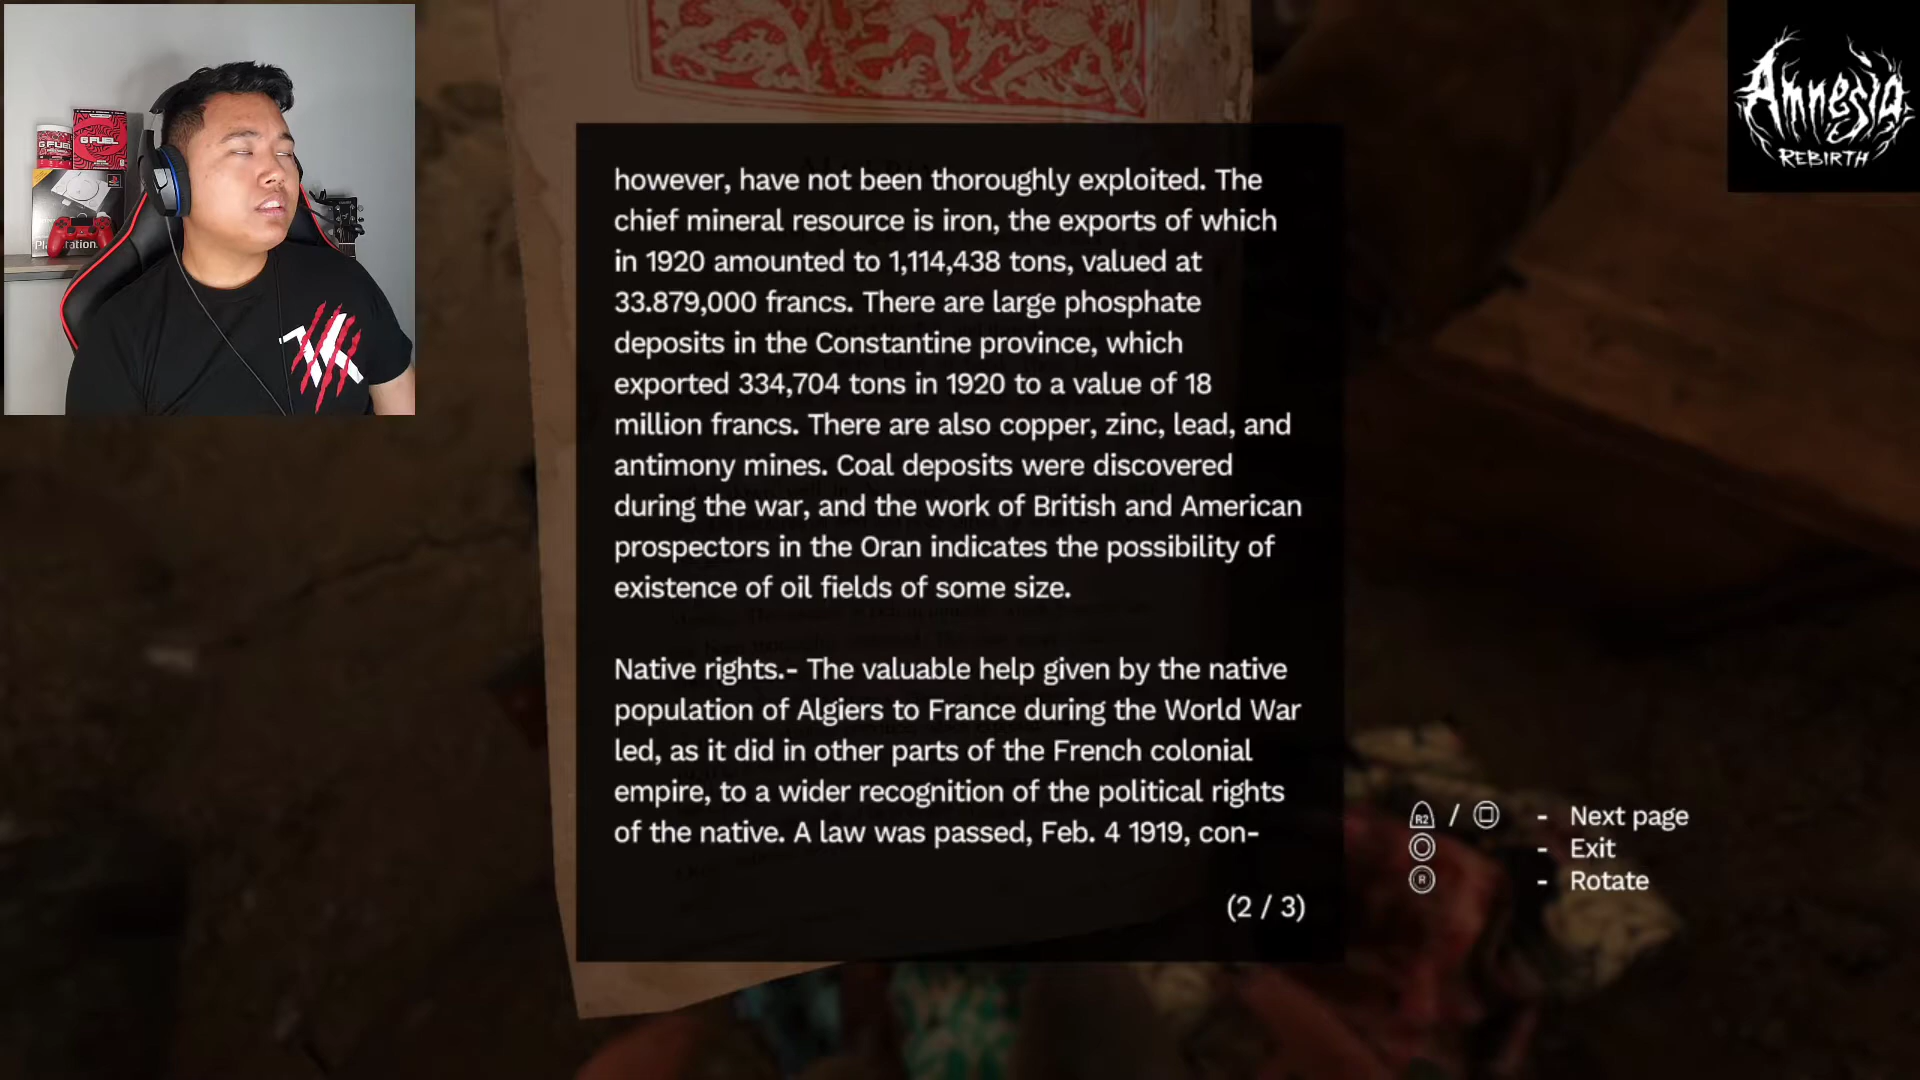 Amnesia
REBIRTH
G FUEL
G FUEL
however, have not been thoroughly exploited. The
chief mineral resource is iron, the exports of which
in 1920 amounted to 1,114,438 tons, valued at
33.879,000 francs. There are large phosphate
deposits in the Constantine province, which
exported 334,704 tons in 1920 to a value of 18
million francs. There are also copper, zinc, lead, and
antimony mines. Coal deposits were discovered
during the war, and the work of British and American
prospectors in the Oran indicates the possibility of
existence of oil fields of some size.
Native rights.- The valuable help given by the native
population of Algiers to France during the World War
led, as it did in other parts of the French colonial
empire, to a wider recognition of the political rights
of the native. A law was passed, Feb. 4 1919, con-
(2 / 3)
R2 / - Next page
- Exit
R - Rotate